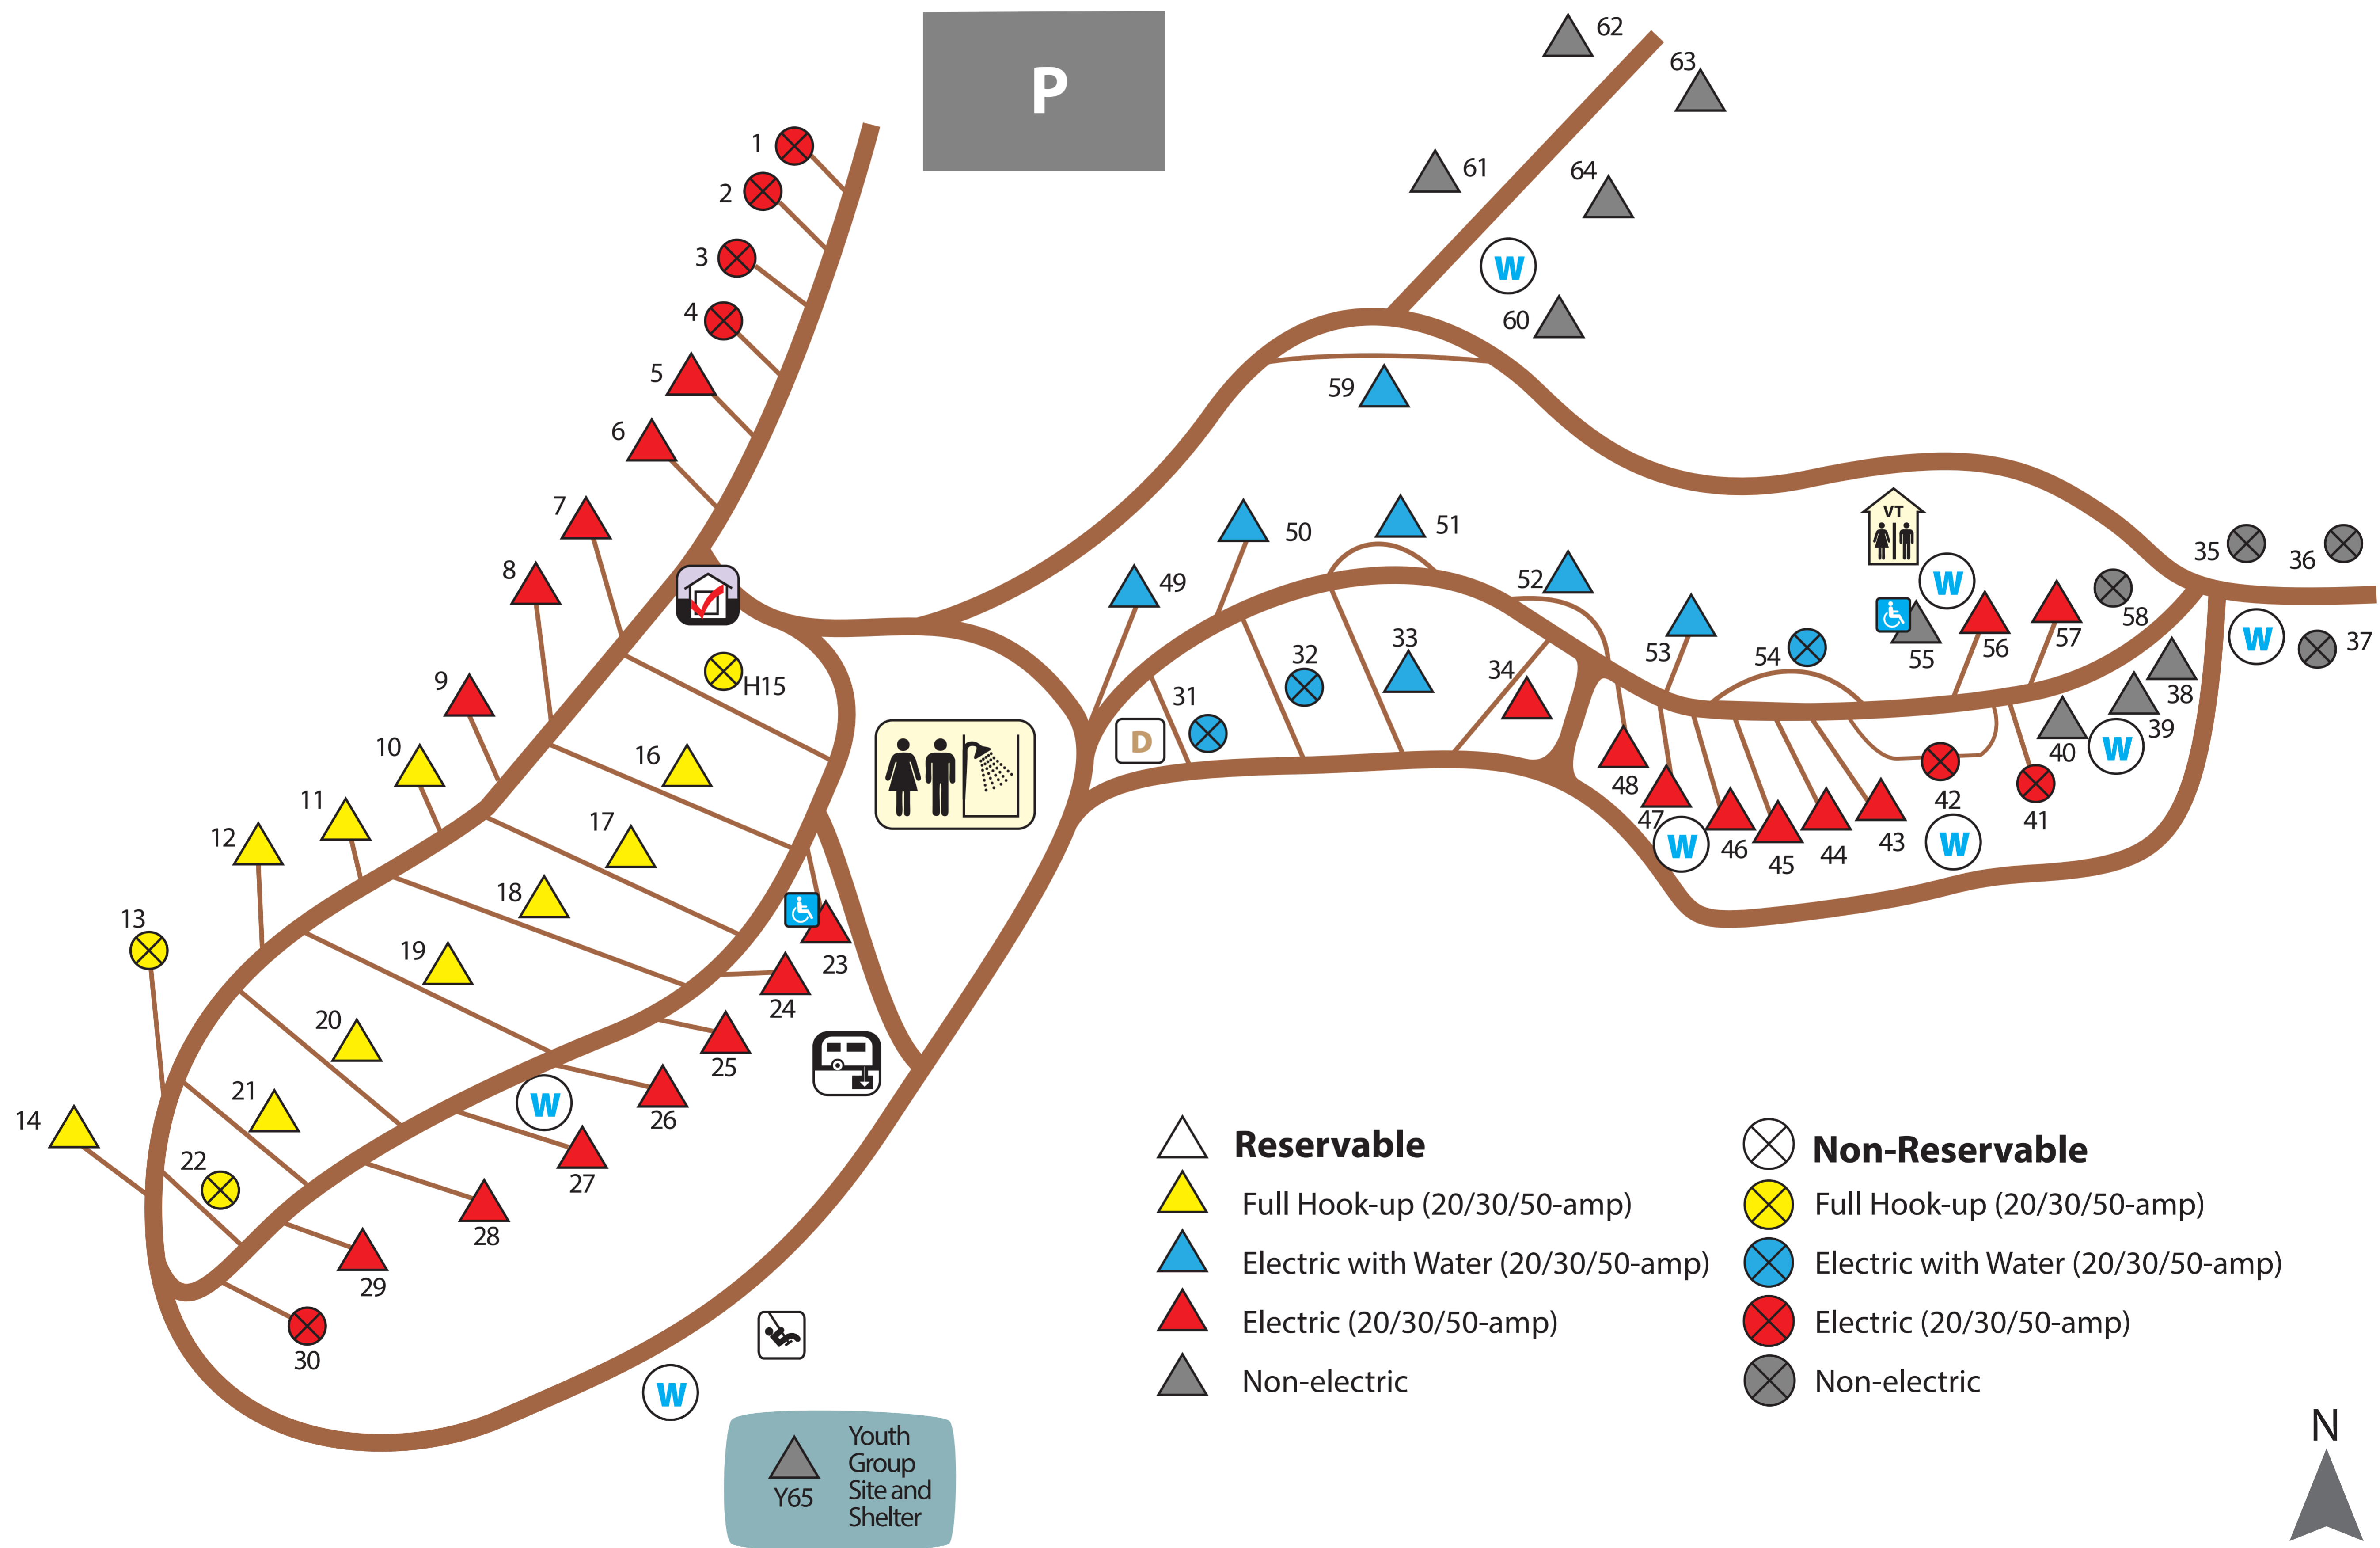 P
62
63
1
61
64
2
3
60
4
5
59
6
7
50
51
35
36
8
VT
52
49
W
W
58
57
37
H15
32
33
53
54
55
56
W
9
31
34
38
39
D
40
W
10
16
48
42
11
47
41
12
17
W
46
45
44
43
W
18
13
19
23
24
20
25
21
W
26
14
22
27
28
29
30
W
Youth
Group
Site and
Shelter
Y65
Reservable
Full Hook-up (20/30/50-amp)
Electric with Water (20/30/50-amp)
Electric (20/30/50-amp)
Non-electric
Non-Reservable
Full Hook-up (20/30/50-amp)
Electric with Water (20/30/50-amp)
Electric (20/30/50-amp)
Non-electric
N